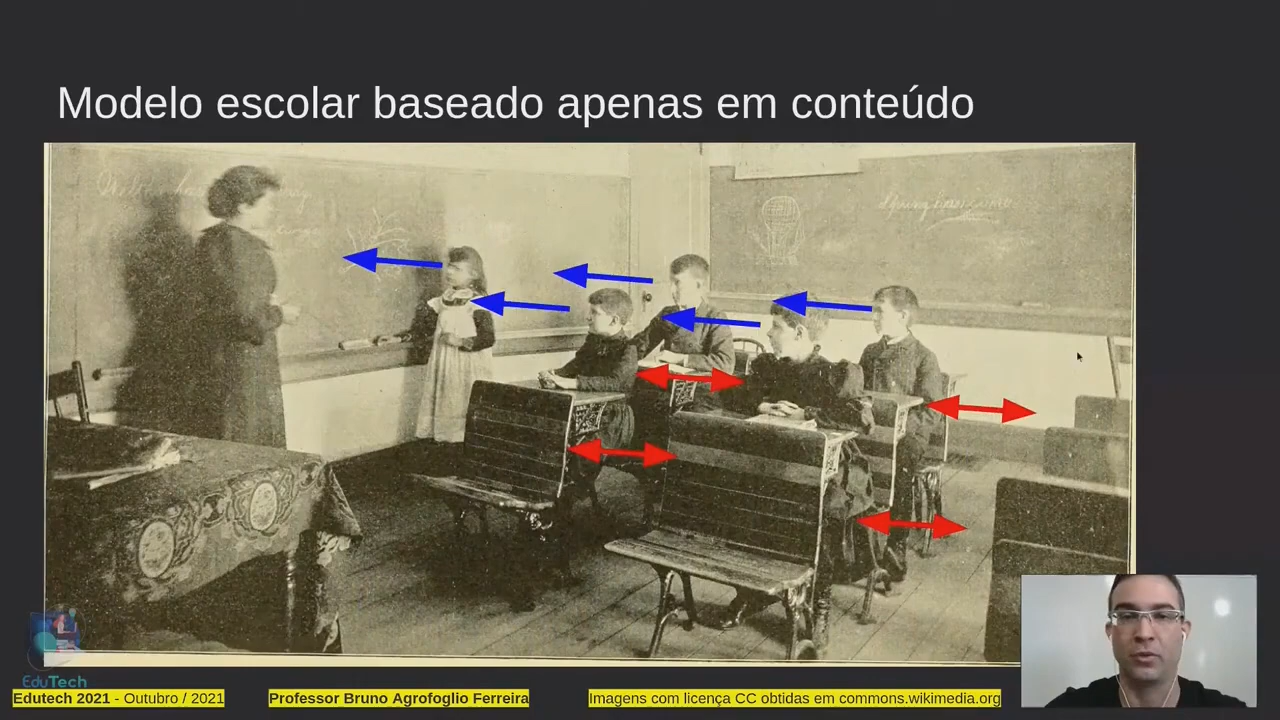 Modelo escolar baseado apenas em conteúdo
EduTech
Edutech 2021 - Outubro / 2021
Professor Bruno Agrofoglio Ferreira
Imagens com licença CC obtidas em commons.wikimedia.org